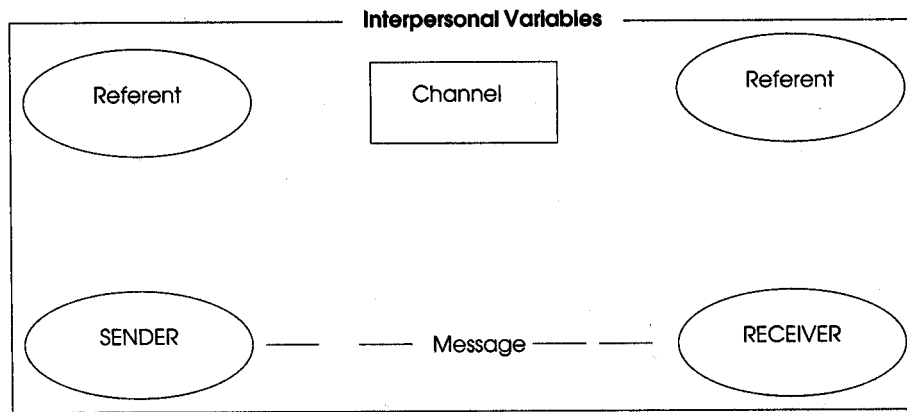 Interpersonal Variables
Referent
Channel
Referent
SENDER
Message
RECEIVER